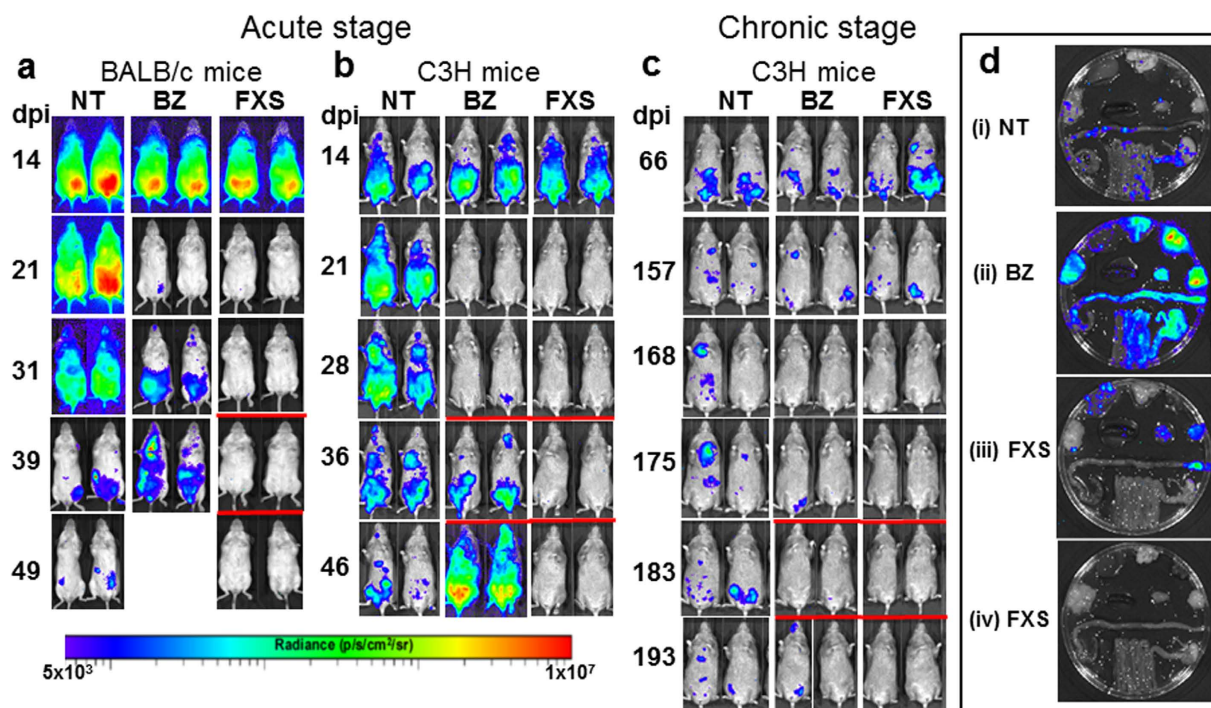 Acute stage
Chronic stage
a
BALB/c mice
b
C3H mice
c
C3H mice
d
dpi NT BZ FXS
dpi NT BZ FXS
dpi NT BZ FXS
14
21
31
39
49
14
21
28
36
46
66
157
168
175
183
193
(i) NT
(ii) BZ
(iii) FXS
(iv) FXS
Radiance (p/s/cm²/sr)
5x10³
1x10⁷